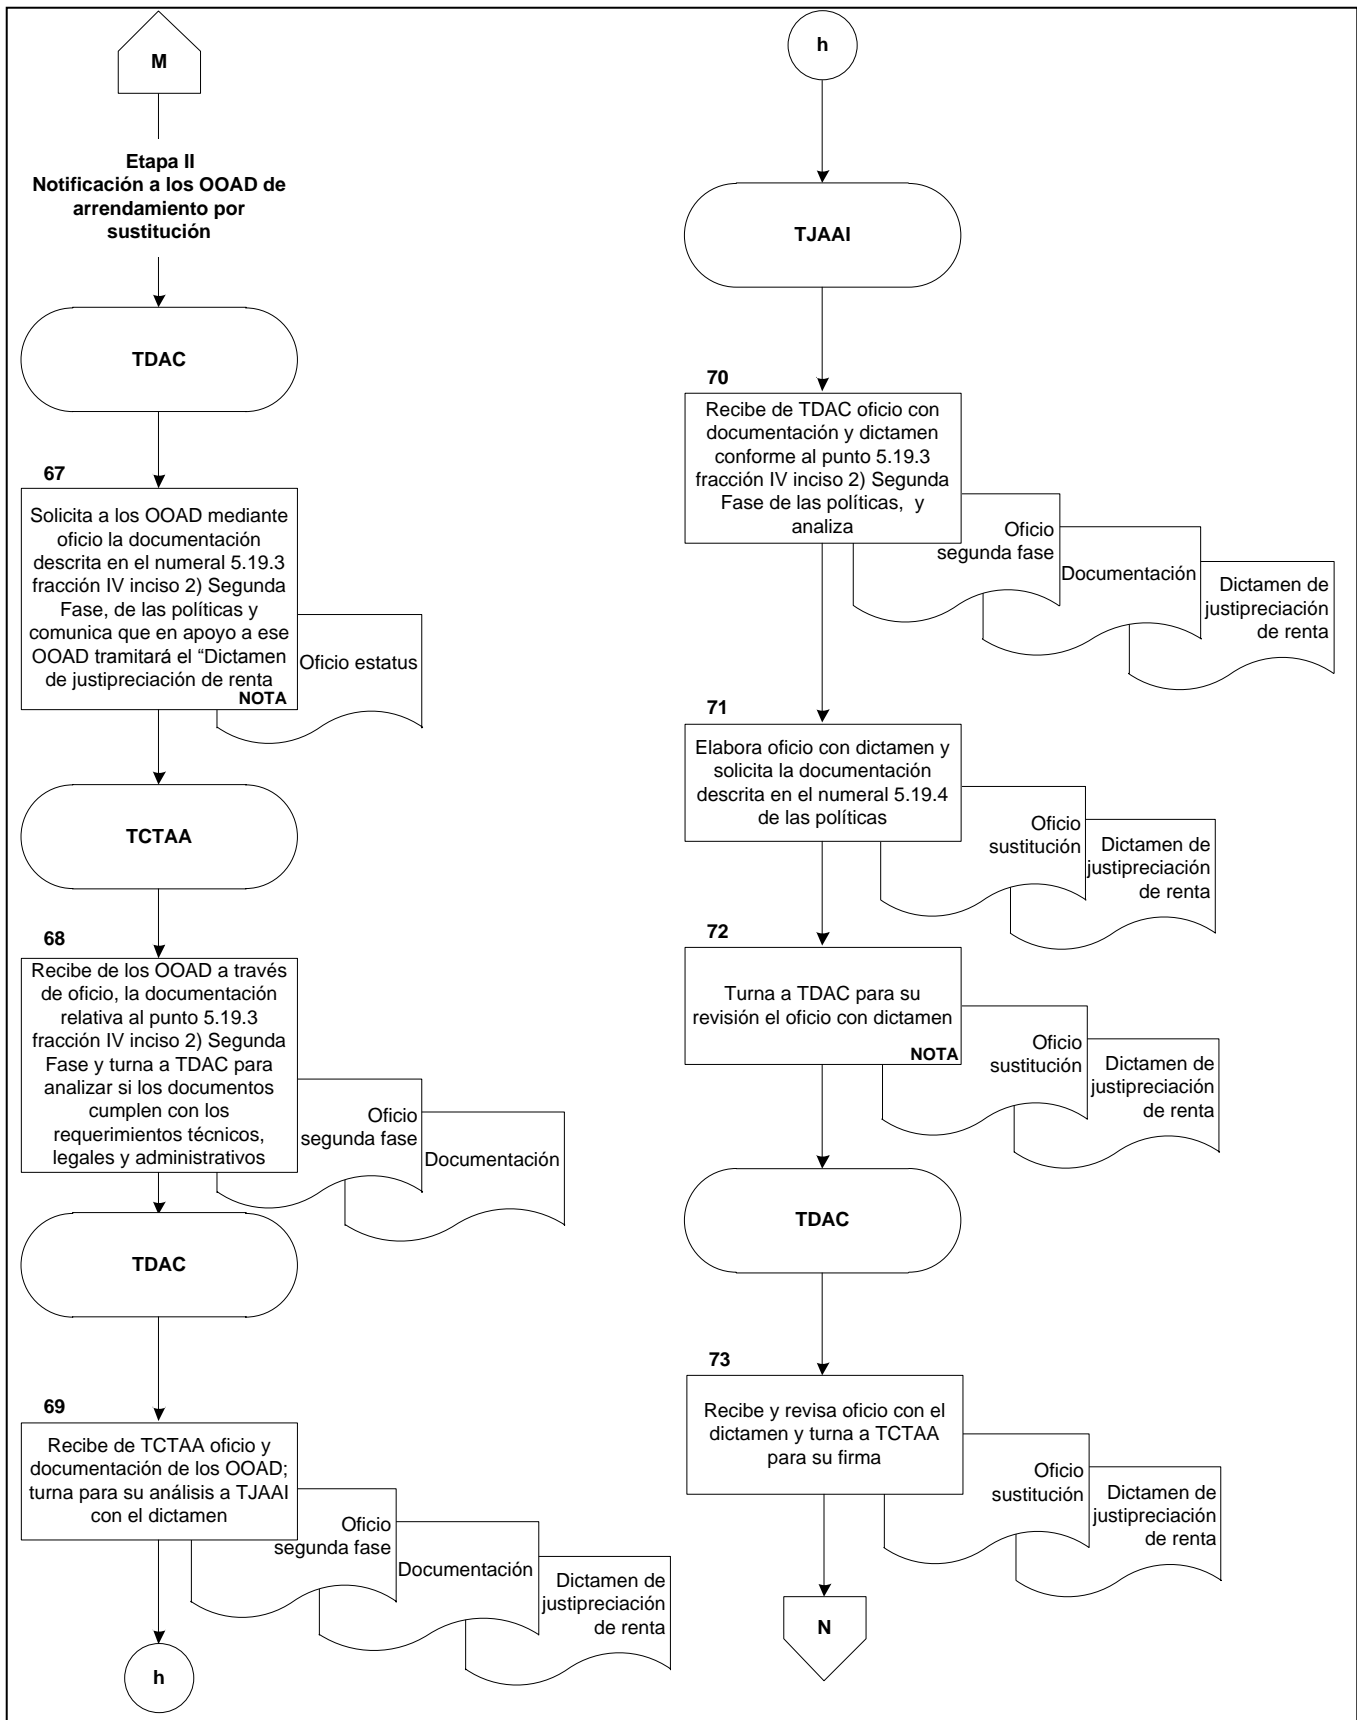 M
Etapa II
Notificación a los OOAD de
arrendamiento por
sustitución
TDAC
67
Solicita a los OOAD mediante
oficio la documentación
descrita en el numeral 5.19.3
fracción IV inciso 2) Segunda
Fase, de las políticas y
comunica que en apoyo a ese
OOAD tramitará el “Dictamen
de justipreciación de renta
NOTA
Oficio estatus
TCTAA
68
Recibe de los OOAD a través
de oficio, la documentación
relativa al punto 5.19.3
fracción IV inciso 2) Segunda
Fase y turna a TDAC para
analizar si los documentos
cumplen con los
requerimientos técnicos,
legales y administrativos
Oficio
segunda fase
Documentación
TDAC
69
Recibe de TCTAA oficio y
documentación de los OOAD;
turna para su análisis a TJAAI
con el dictamen
Oficio
segunda fase
Documentación
Dictamen de
justipreciación
de renta
h
h
TJAAI
70
Recibe de TDAC oficio con
documentación y dictamen
conforme al punto 5.19.3
fracción IV inciso 2) Segunda
Fase de las políticas, y
analiza
Oficio
segunda fase
Documentación
Dictamen de
justipreciación
de renta
71
Elabora oficio con dictamen y
solicita la documentación
descrita en el numeral 5.19.4
de las políticas
Oficio
sustitución
Dictamen de
justipreciación
de renta
72
Turna a TDAC para su
revisión el oficio con dictamen
NOTA
Oficio
sustitución
Dictamen de
justipreciación
de renta
TDAC
73
Recibe y revisa oficio con el
dictamen y turna a TCTAA
para su firma
Oficio
sustitución
Dictamen de
justipreciación
de renta
N